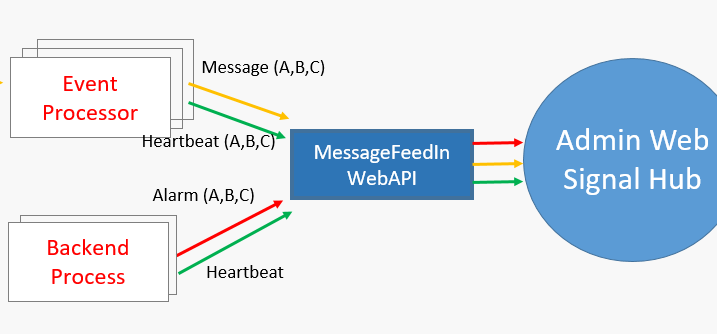 Message (A,B,C)
Event
Processor
Heartbeat (A,B,C)
MessageFeedIn
WebAPI
Admin Web
Signal Hub
Alarm (A,B,C)
Backend
Process
Heartbeat